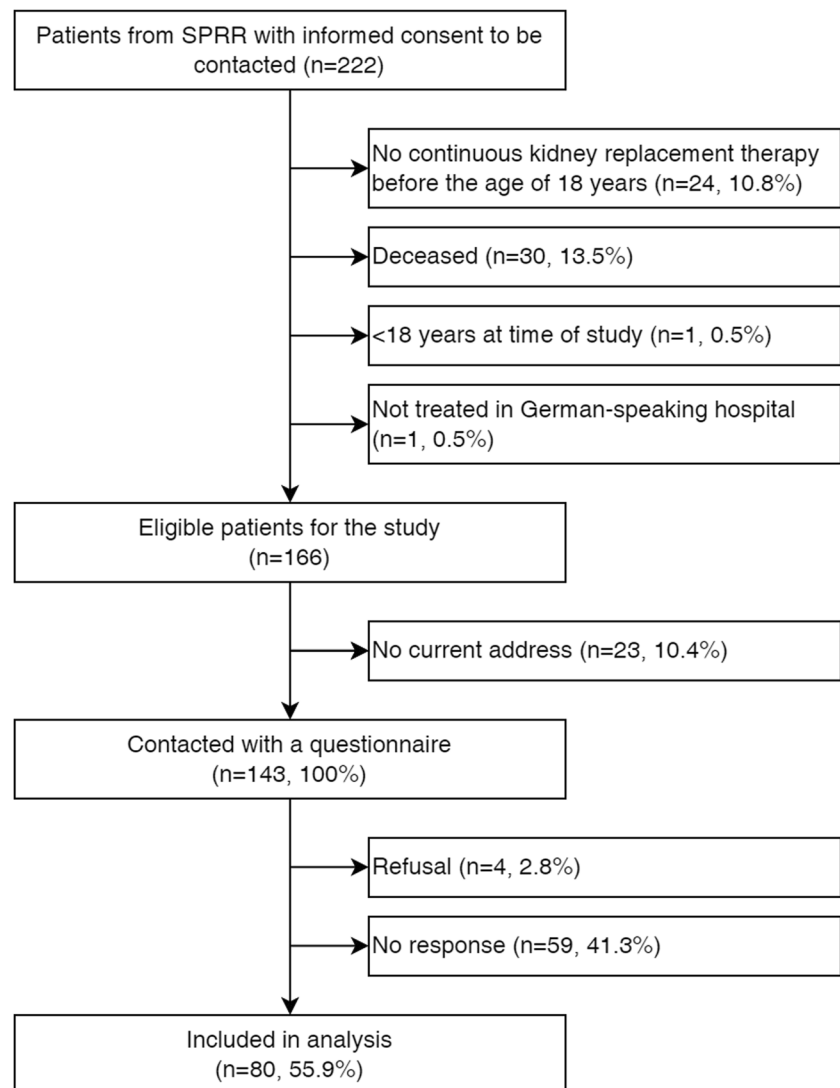 Patients from SPRR with informed consent to be
contacted (n=222)
No continuous kidney replacement therapy
before the age of 18 years (n=24, 10.8%)
Deceased (n=30, 13.5%)
<18 years at time of study (n=1, 0.5%)
Not treated in German-speaking hospital
(n=1, 0.5%)
Eligible patients for the study
(n=166)
No current address (n=23, 10.4%)
Contacted with a questionnaire
(n=143, 100%)
Refusal (n=4, 2.8%)
No response (n=59, 41.3%)
Included in analysis
(n=80, 55.9%)